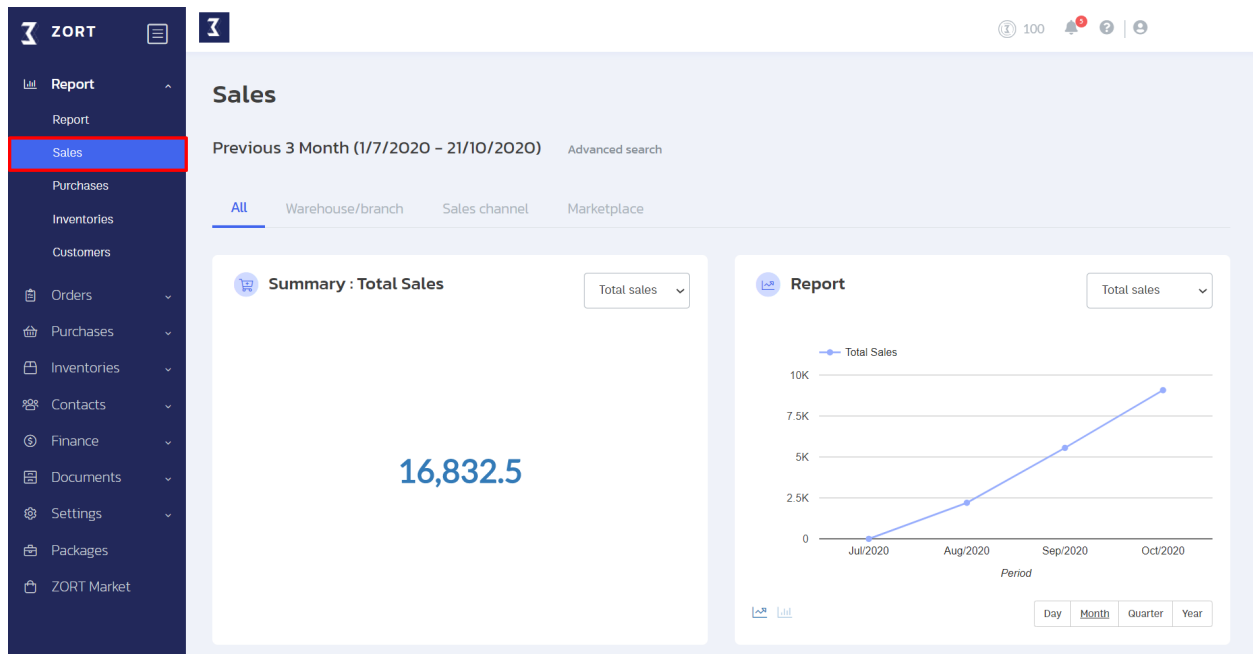 ZORT
100
5
Report
Report
Sales
Purchases
Inventories
Customers
Orders
Purchases
Inventories
Contacts
Finance
Documents
Settings
Packages
ZORT Market
Sales
Previous 3 Month (1/7/2020 - 21/10/2020) Advanced search
All Warehouse/branch Sales channel Marketplace
Summary : Total Sales Total sales
16,832.5
Report Total sales
Total Sales
10K
7.5K
5K
2.5K
0
Jul/2020 Aug/2020 Sep/2020 Oct/2020
Period
Day Month Quarter Year